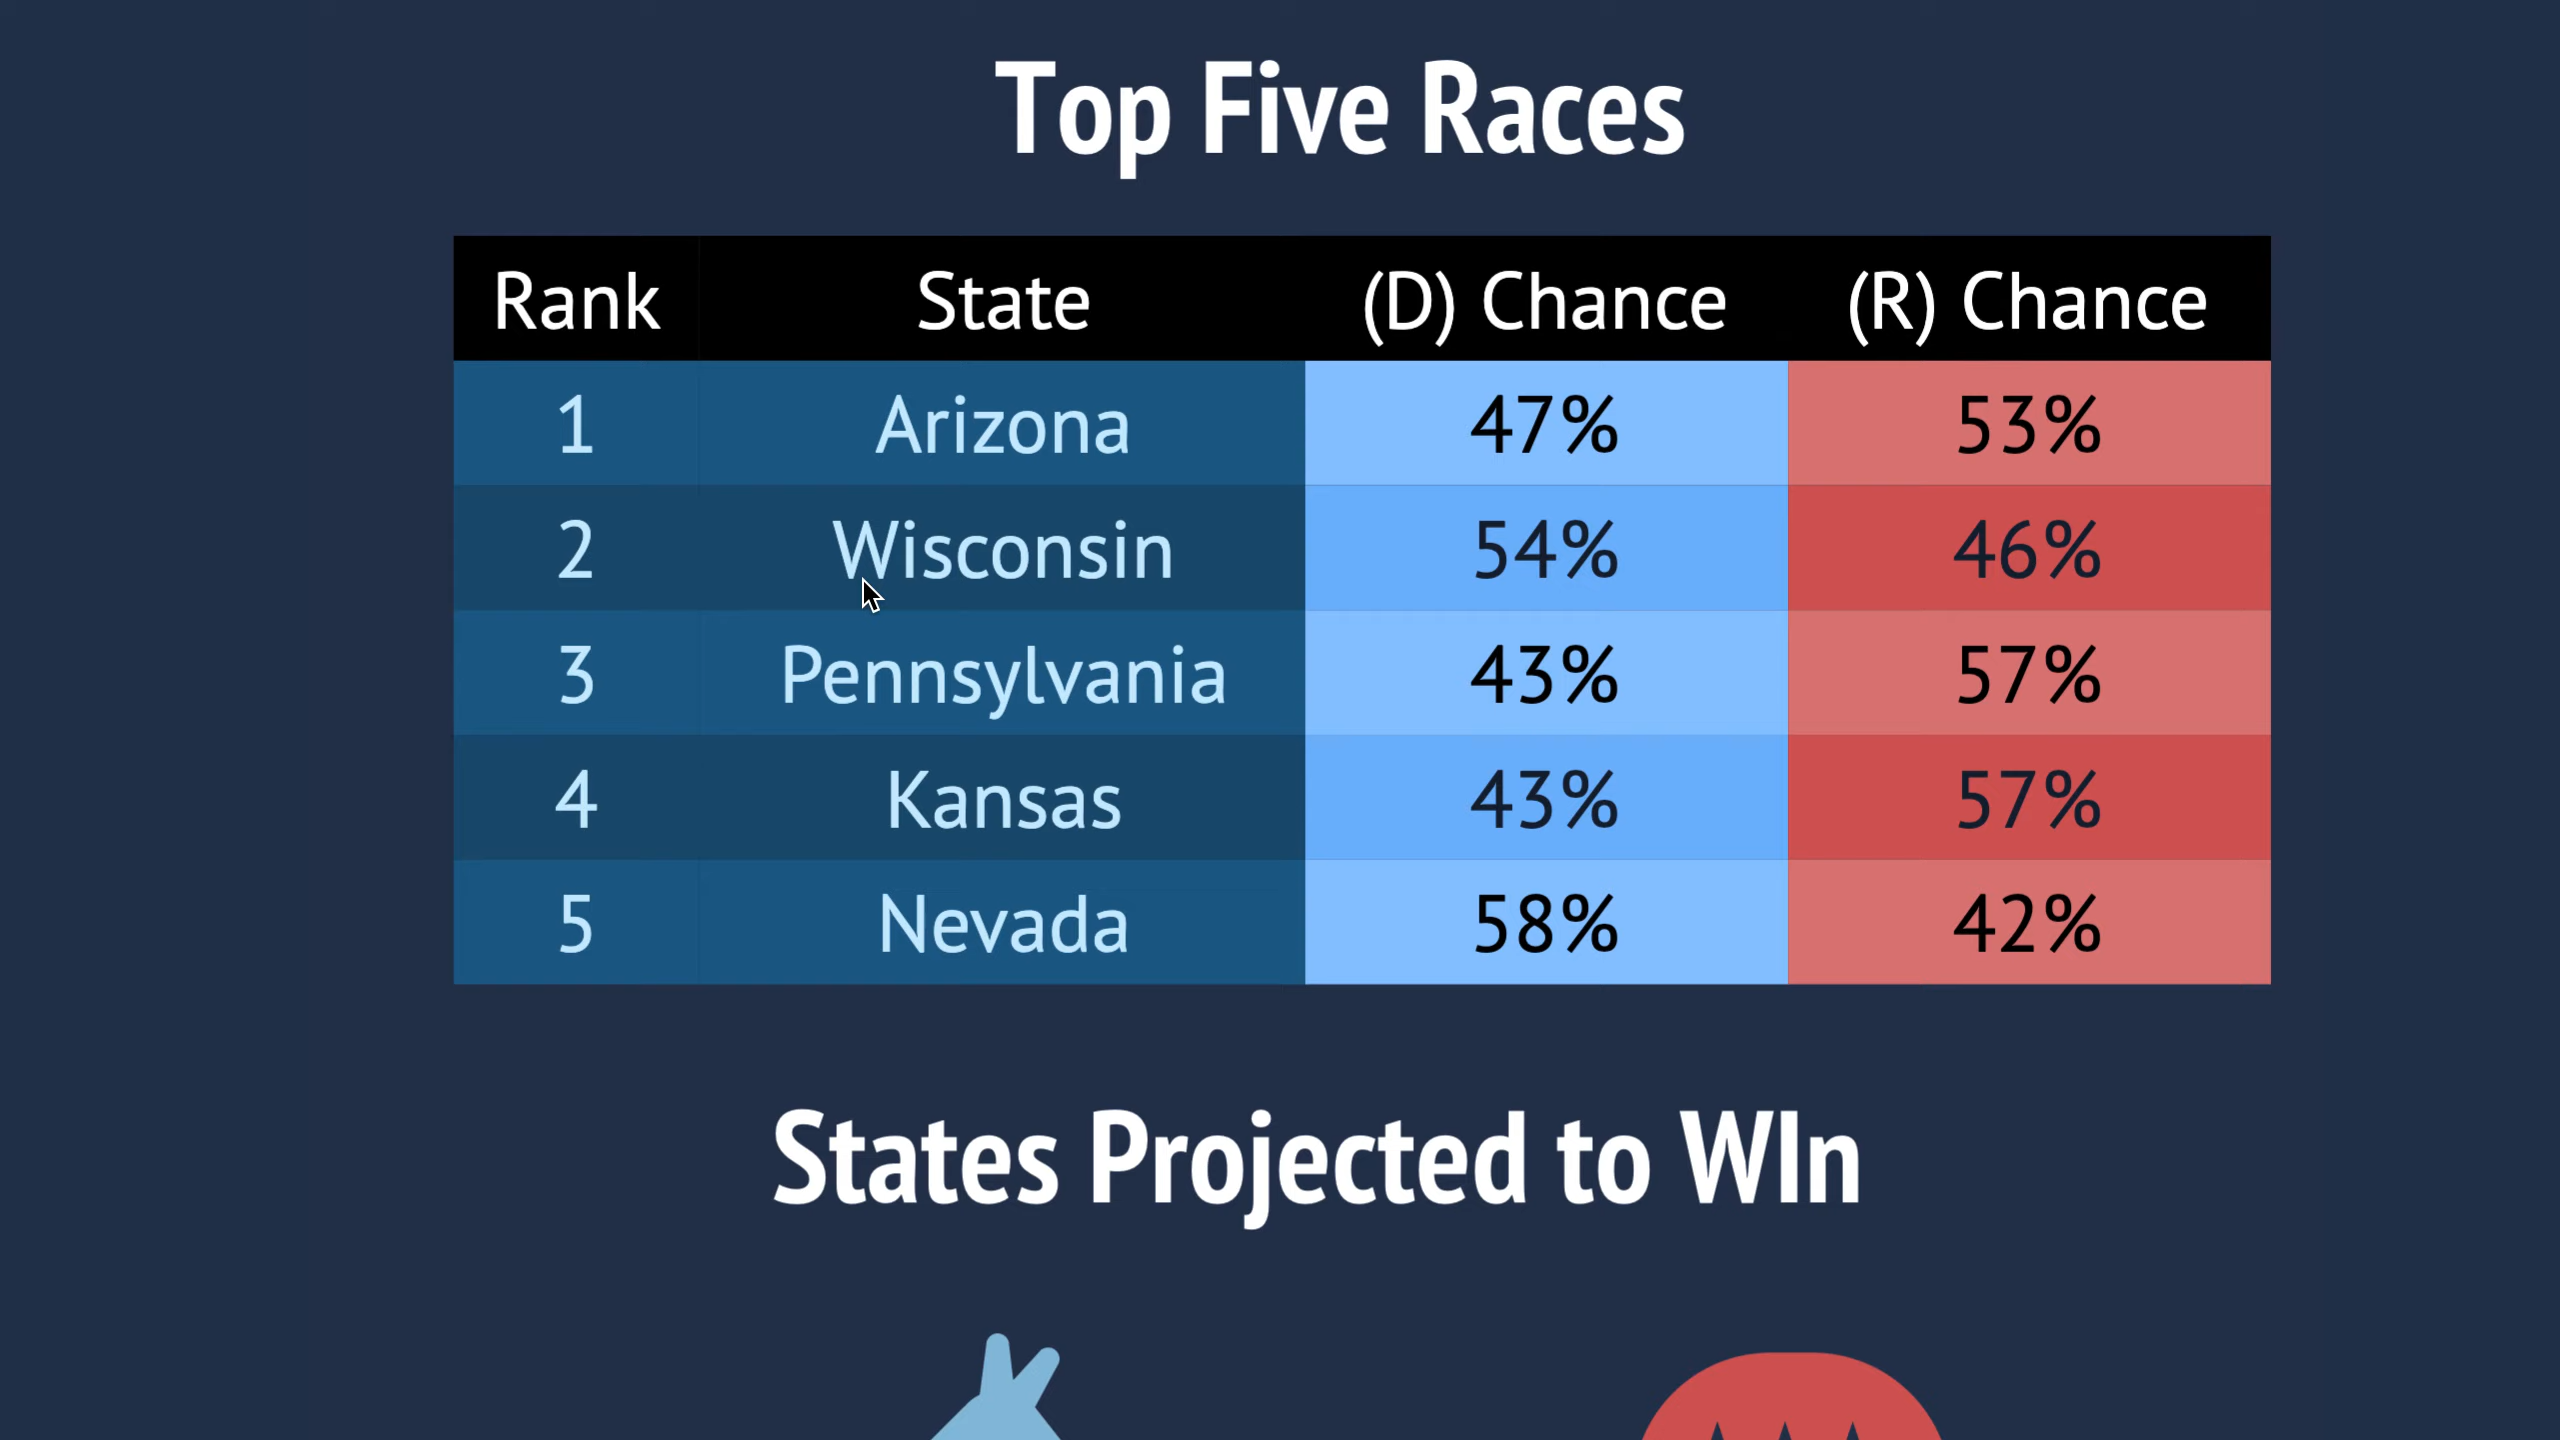 Top Five Races
Rank State (D) Chance (R) Chance
1 Arizona 47% 53%
2 Wisconsin 54% 46%
3 Pennsylvania 43% 57%
4 Kansas 43% 57%
5 Nevada 58% 42%
States Projected to WIn